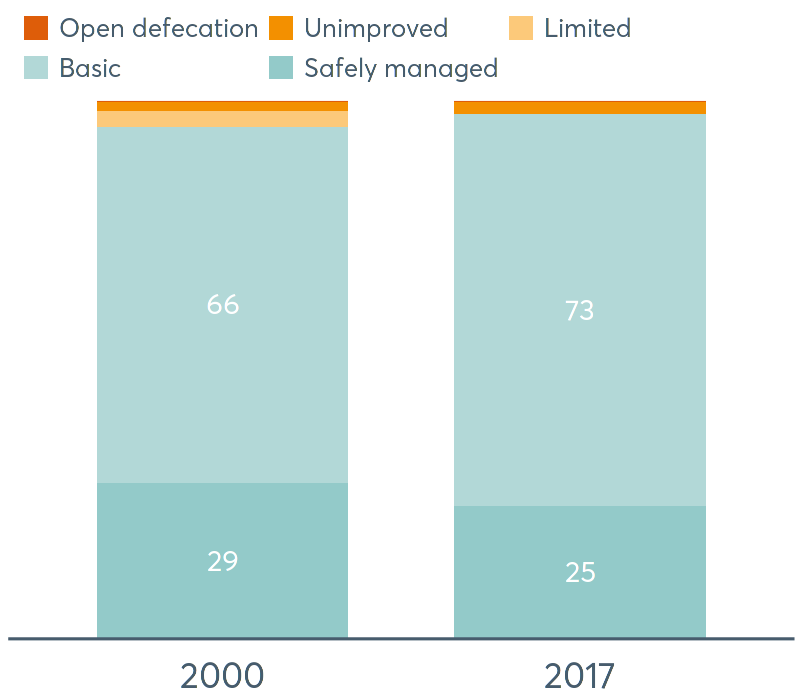 Open defecation Unimproved Limited
Basic Safely managed
66 73
29 25
2000 2017